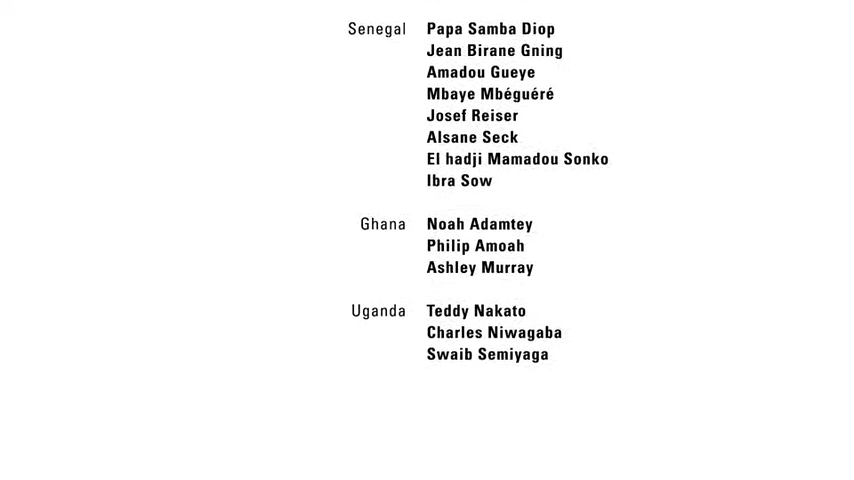 Senegal Papa Samba Diop
Jean Birane Gning
Amadou Gueye
Mbaye Mbéguéré
Josef Reiser
Alsane Seck
El hadji Mamadou Sonko
Ibra Sow
Ghana Noah Adamtey
Philip Amoah
Ashley Murray
Uganda Teddy Nakato
Charles Niwagaba
Swaib Semiyaga